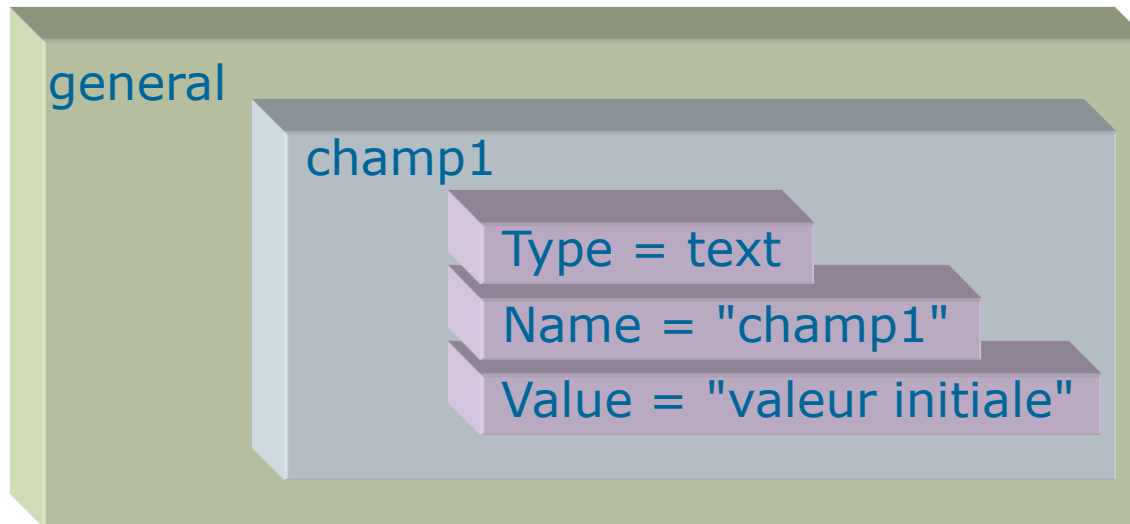 general
champ1
Type = text
Name = "champ1"
Value = "valeur initiale"